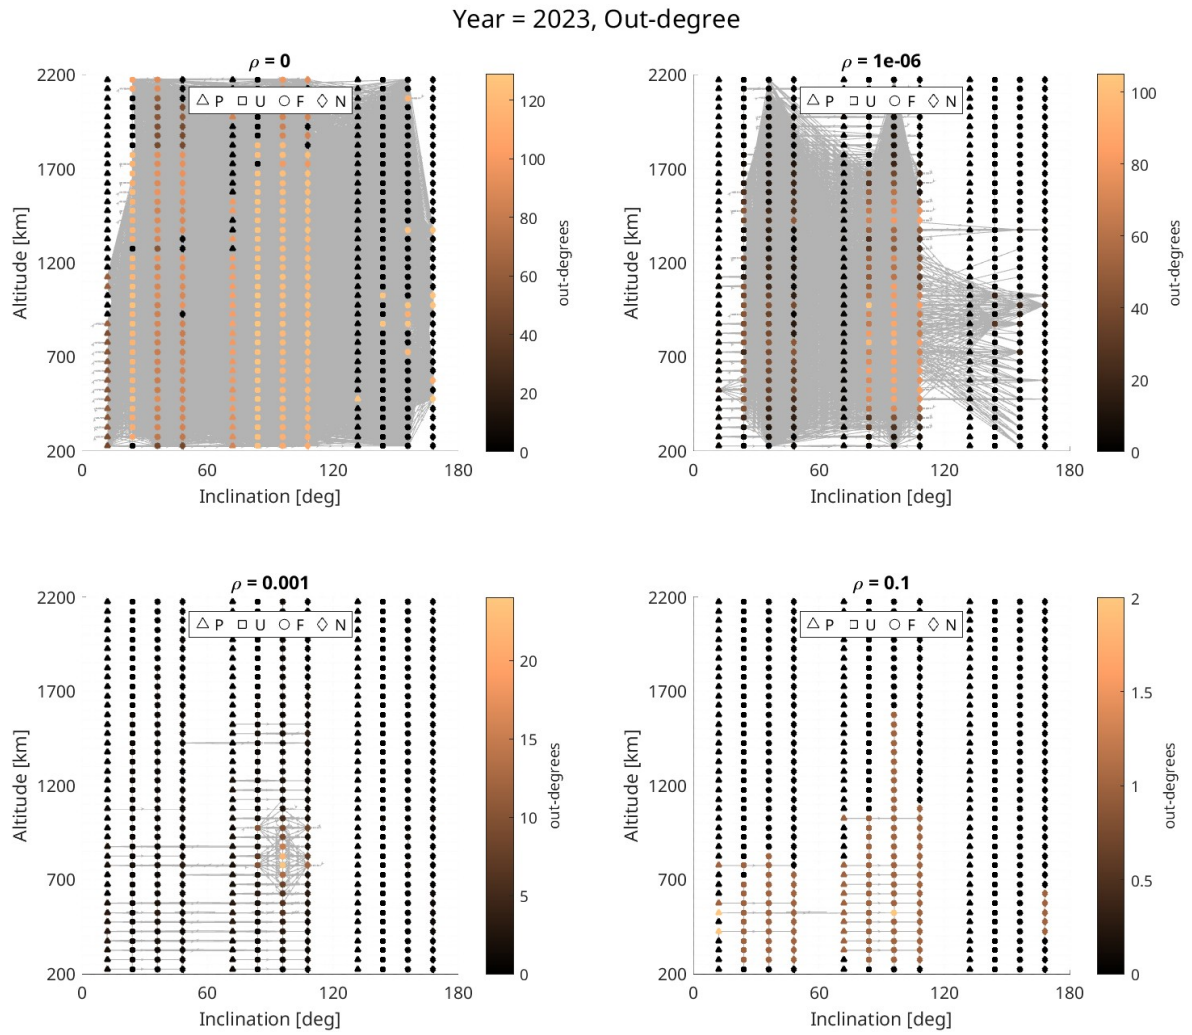 Year = 2023, Out-degree
ρ = 0
2200
1700
1200
700
200
Altitude [km]
0
60
120
180
Inclination [deg]
P U F N
120
100
80
60
40
20
0
out-degrees
ρ = 1e-06
2200
1700
1200
700
200
Altitude [km]
0
60
120
180
Inclination [deg]
P U F N
100
80
60
40
20
0
out-degrees
ρ = 0.001
2200
1700
1200
700
200
Altitude [km]
0
60
120
180
Inclination [deg]
P U F N
20
15
10
5
0
out-degrees
ρ = 0.1
2200
1700
1200
700
200
Altitude [km]
0
60
120
180
Inclination [deg]
P U F N
2
1.5
1
0.5
0
out-degrees